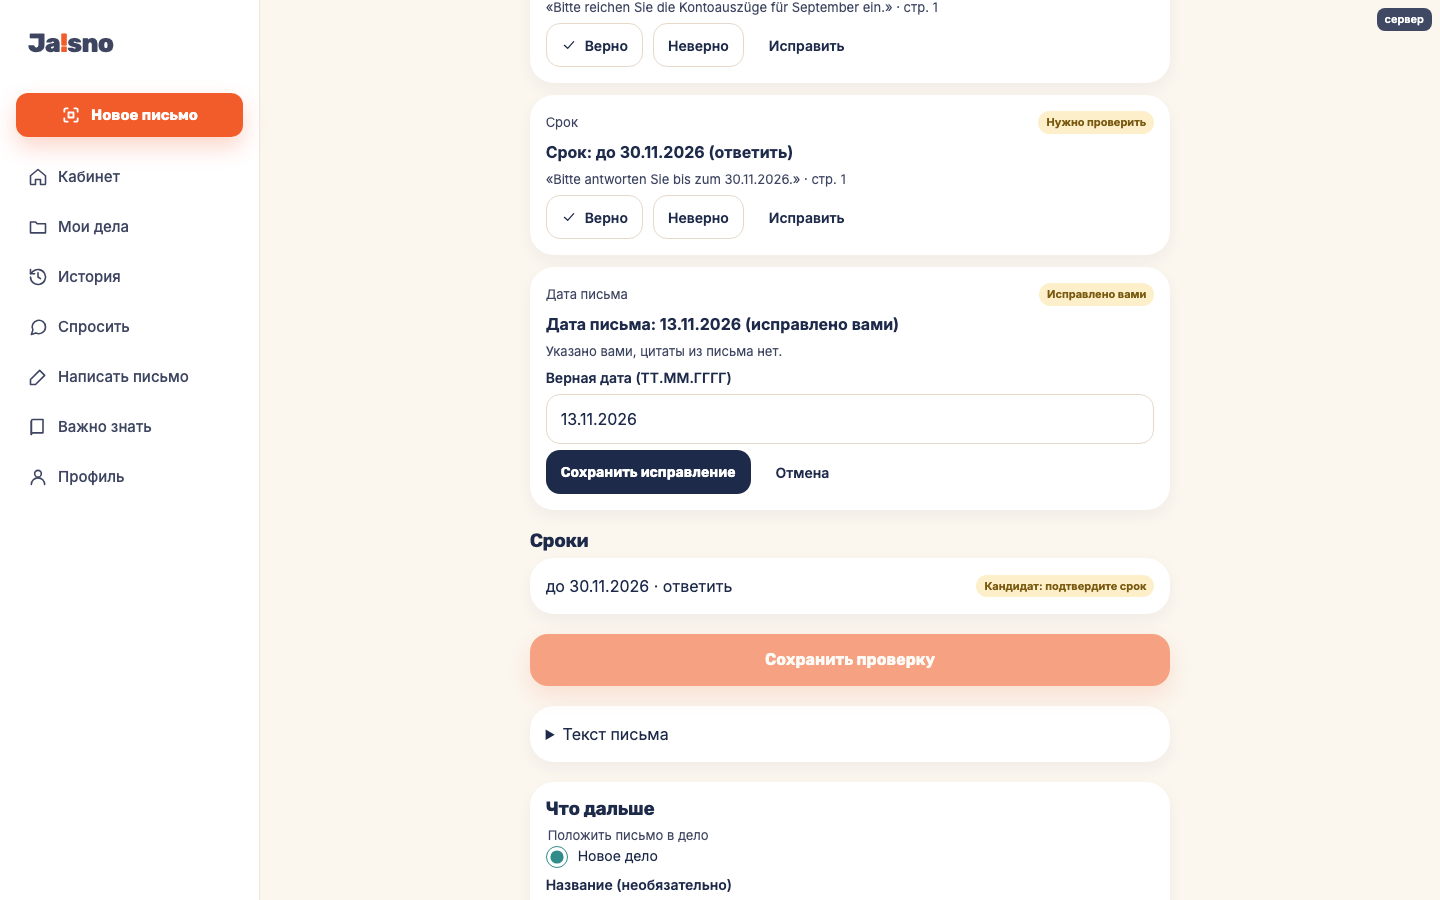 Ja!sno
Новое письмо
Кабинет
Мои дела
История
Спросить
Написать письмо
Важно знать
Профиль
сервер
«Bitte reichen Sie die Kontoauszüge für September ein.» · стр. 1
Верно
Неверно
Исправить
Срок
Нужно проверить
Срок: до 30.11.2026 (ответить)
«Bitte antworten Sie bis zum 30.11.2026.» · стр. 1
Верно
Неверно
Исправить
Дата письма
Исправлено вами
Дата письма: 13.11.2026 (исправлено вами)
Указано вами, цитаты из письма нет.
Верная дата (ТТ.ММ.ГГГГ)
13.11.2026
Сохранить исправление
Отмена
Сроки
до 30.11.2026 · ответить
Кандидат: подтвердите срок
Сохранить проверку
Текст письма
Что дальше
Положить письмо в дело
Новое дело
Название (необязательно)